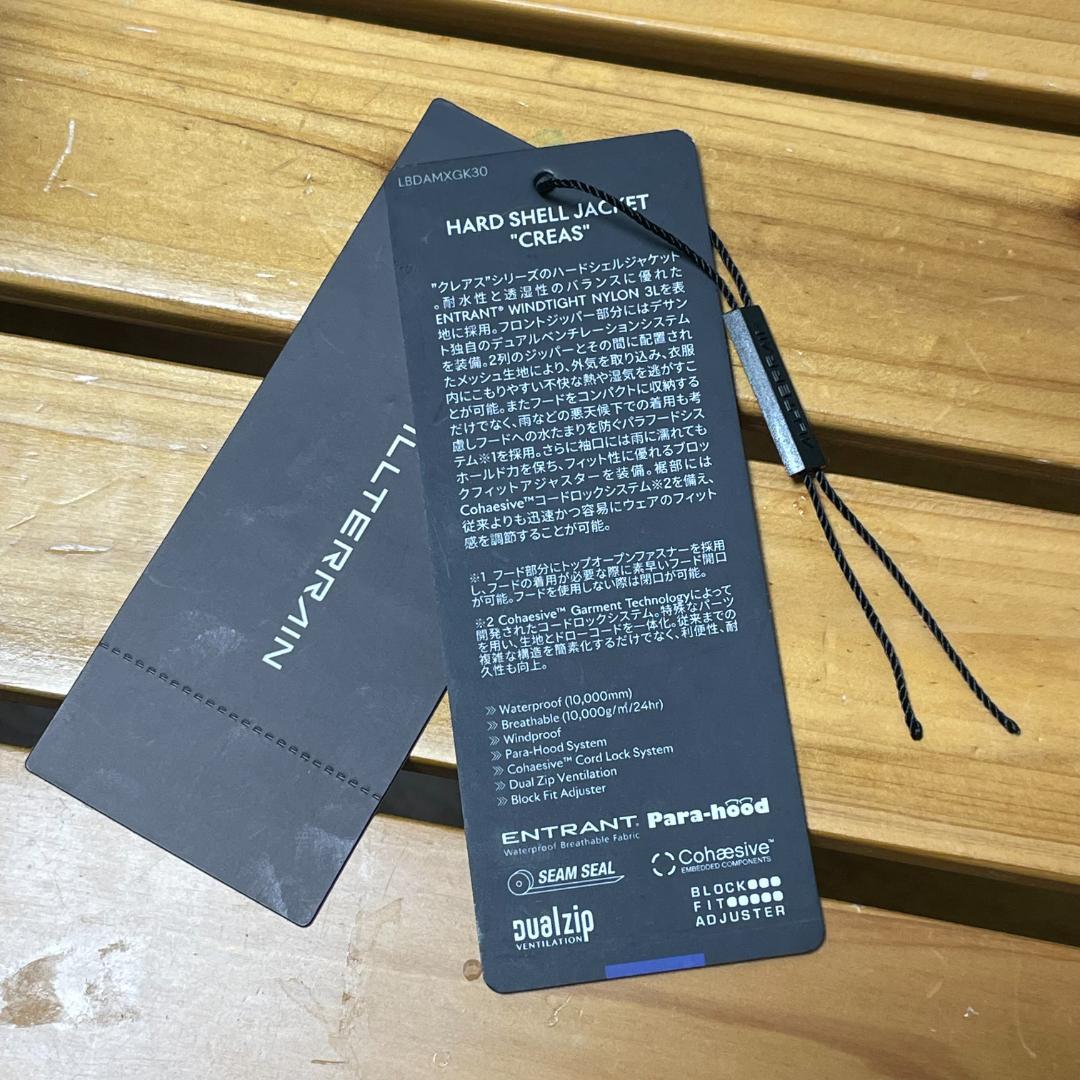 LBDAMXGK30
HARD SHELL JACKET
"CREAS"
"クレアス"シリーズのハードシェルジャケット
。耐水性と透湿性のバランスに優れた
ENTRANT® WINDTIGHT NYLON 3Lを表
地に採用。フロントジッパー部分にはデサン
ト独自のデュアルベンチレーションシステム
を装備。2列のジッパーとその間に配置され
たメッシュ生地により、外気を取り込み、衣服
内にこもりやすい不快な熱や湿気を逃がすこ
とが可能。またフードをコンパクトに収納する
だけでなく、雨などの悪天候下での着用も考
慮しフードへの水たまりを防ぐパラフードシス
テム※1を採用。さらに袖口には雨に濡れても
ホールド力を保ち、フィット性に優れるブロッ
クフィットアジャスターを装備。裾部には
Cohaesive™コードロックシステム※2を備え、
従来よりも迅速かつ容易にウェアのフィット
感を調節することが可能。
※1 フード部分にトップオープンファスナーを採用
し、フードの着用が必要な際に素早いフード開口
が可能。フードを使用しない際は閉口が可能。
※2 Cohaesive™ Garment Technologyによって
開発されたコードロックシステム。特殊なパーツ
を用い、生地とドローコードを一体化。従来までの
複雑な構造を簡素化するだけでなく、利便性、耐
久性も向上。
Waterproof (10,000mm)
Breathable (10,000g/㎡/24hr)
Windproof
Para-Hood System
Cohaesive™ Cord Lock System
Dual Zip Ventilation
Block Fit Adjuster
ENTRANT®
Waterproof Breathable Fabric
Para-hood
SEAM SEAL
Cohæsive™
EMBEDDED COMPONENTS
DUALZIP
VENTILATION
BLOCK
FIT
ADJUSTER
ILLTERRAIN